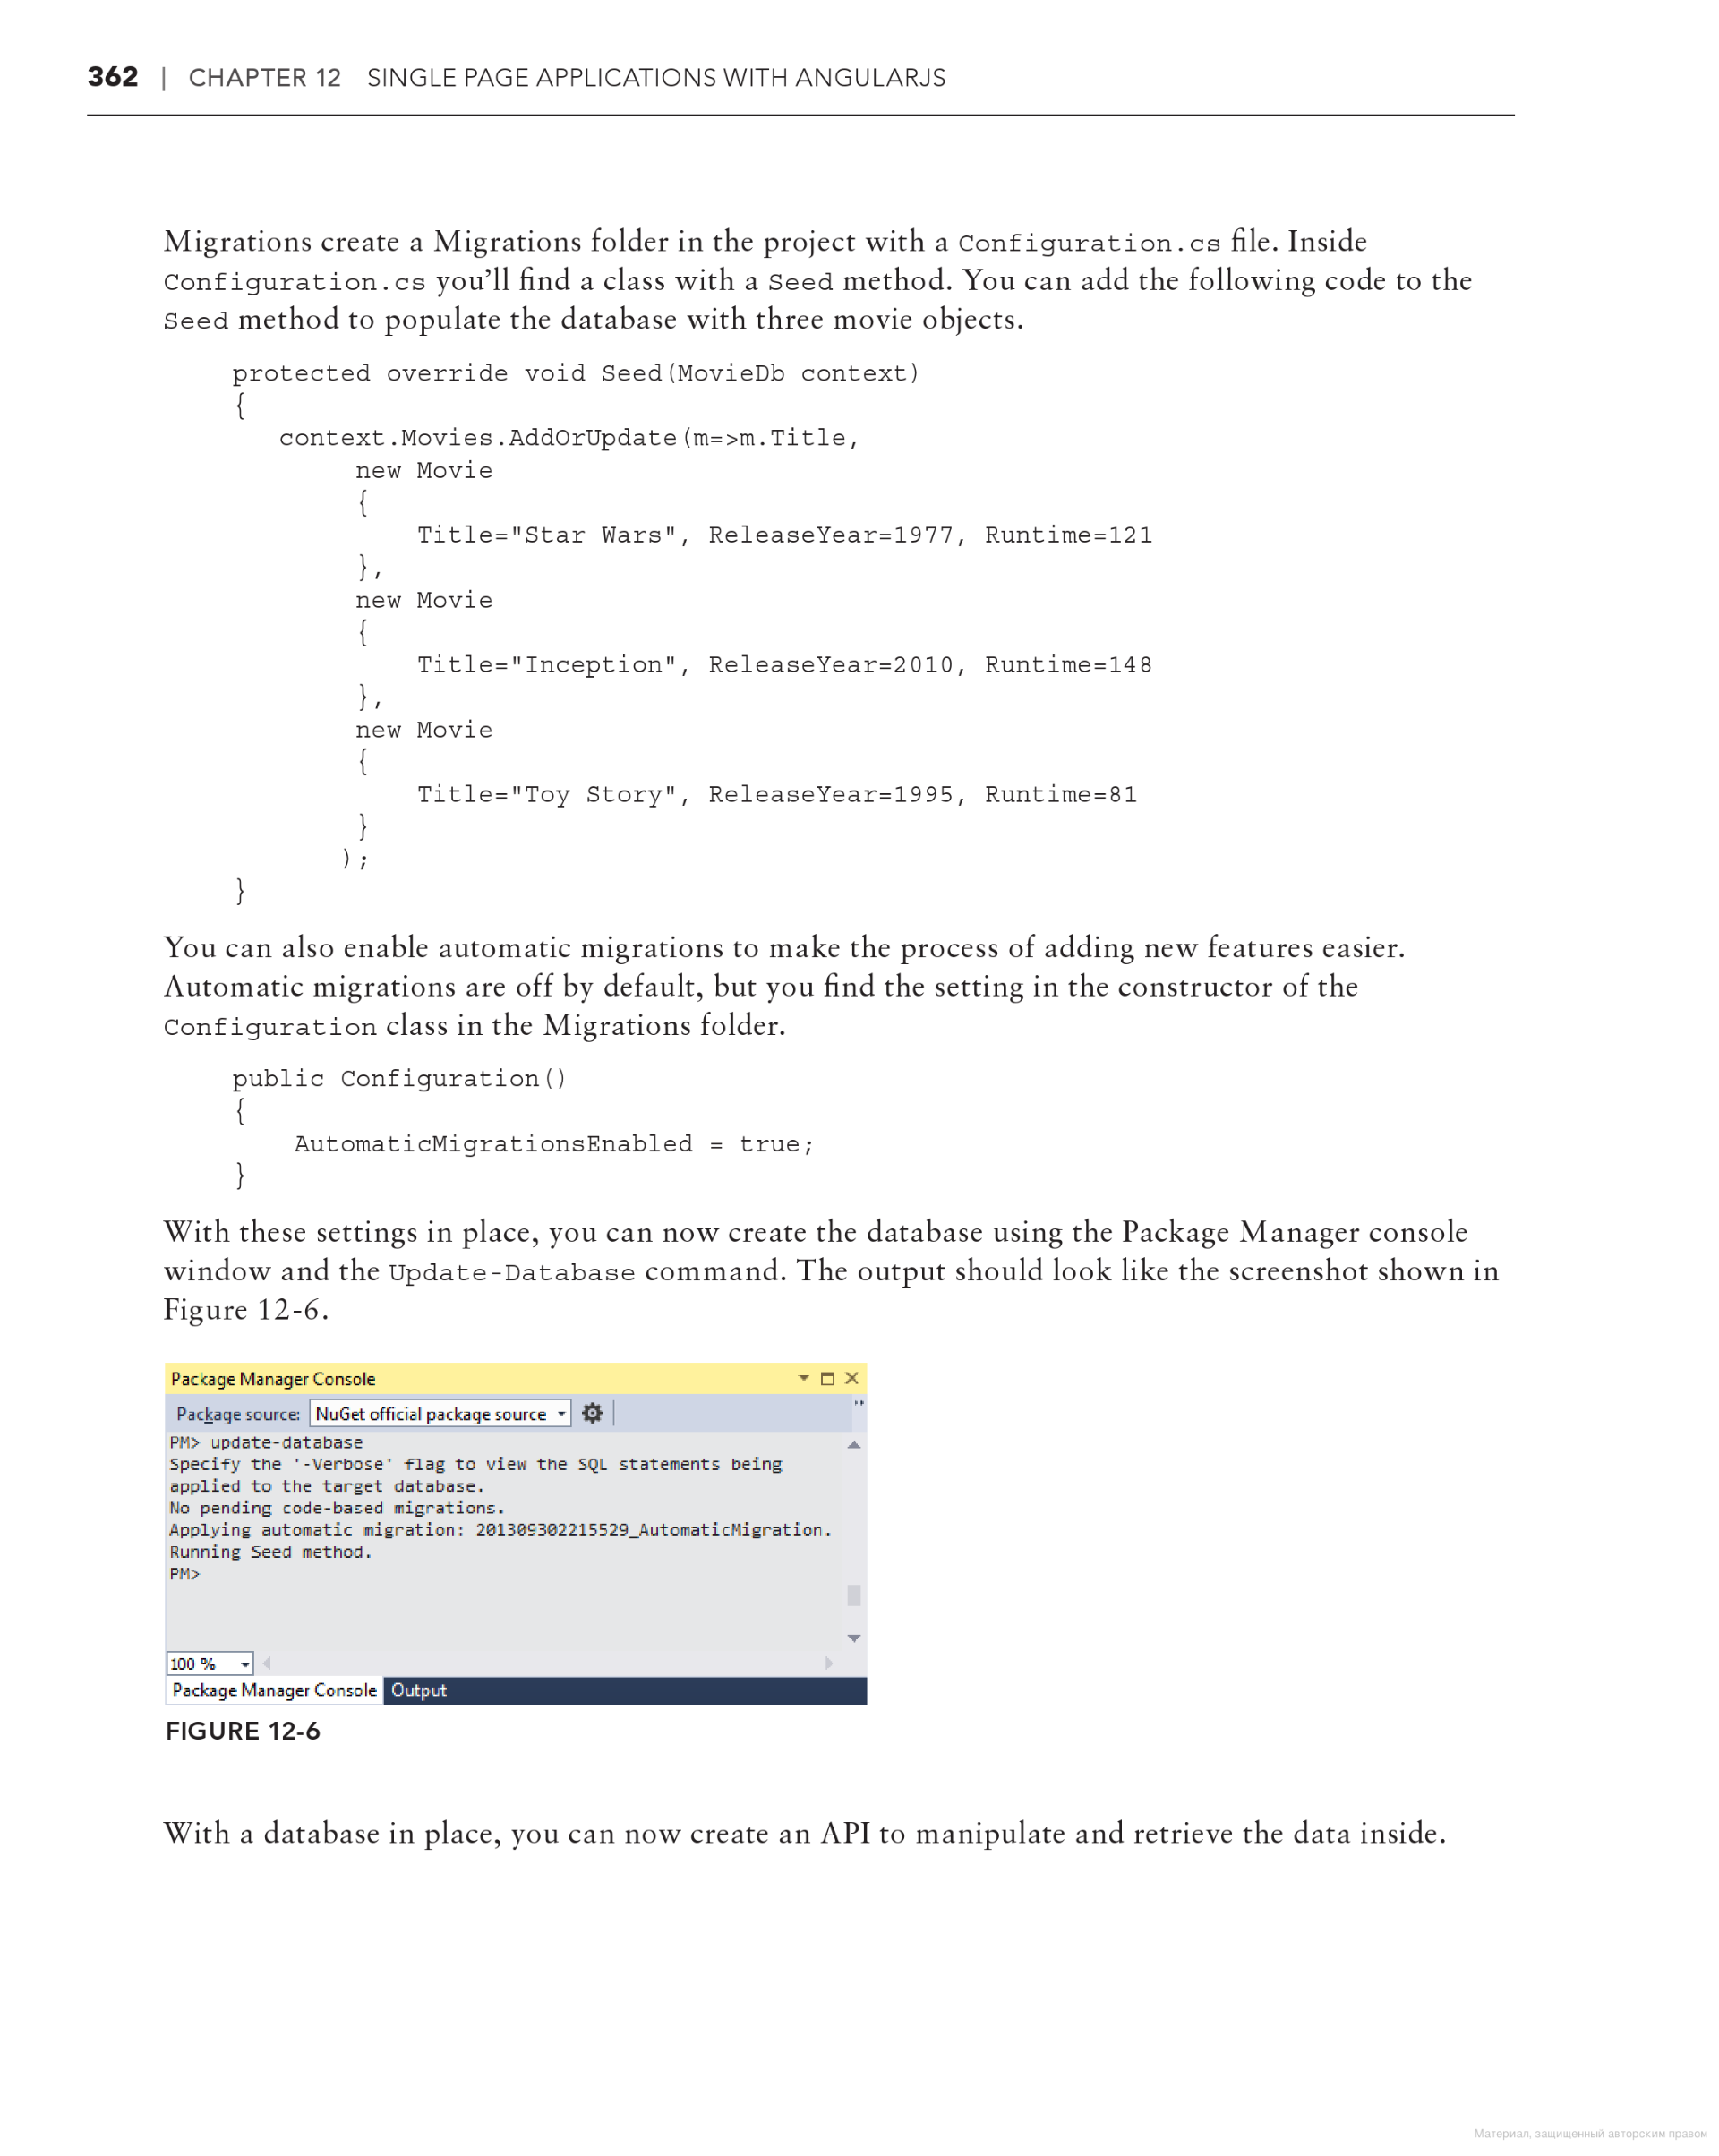 362 | CHAPTER 12 SINGLE PAGE APPLICATIONS WITH ANGULARJS
Migrations create a Migrations folder in the project with a Configuration.cs file. Inside
Configuration.cs you’ll find a class with a Seed method. You can add the following code to the
Seed method to populate the database with three movie objects.
protected override void Seed(MovieDb context)
{
context.Movies.AddOrUpdate(m=>m.Title,
new Movie
{
Title="Star Wars", ReleaseYear=1977, Runtime=121
},
new Movie
{
Title="Inception", ReleaseYear=2010, Runtime=148
},
new Movie
{
Title="Toy Story", ReleaseYear=1995, Runtime=81
}
);
}
You can also enable automatic migrations to make the process of adding new features easier.
Automatic migrations are off by default, but you find the setting in the constructor of the
Configuration class in the Migrations folder.
public Configuration()
{
AutomaticMigrationsEnabled = true;
}
With these settings in place, you can now create the database using the Package Manager console
window and the Update-Database command. The output should look like the screenshot shown in
Figure 12-6.
Package Manager Console
Package source: NuGet official package source
PM> update-database
Specify the '-Verbose' flag to view the SQL statements being
applied to the target database.
No pending code-based migrations.
Applying automatic migration: 201309302215529_AutomaticMigration.
Running Seed method.
PM>
100 %
Package Manager Console Output
FIGURE 12-6
With a database in place, you can now create an API to manipulate and retrieve the data inside.
Материал, защищенный авторским правом